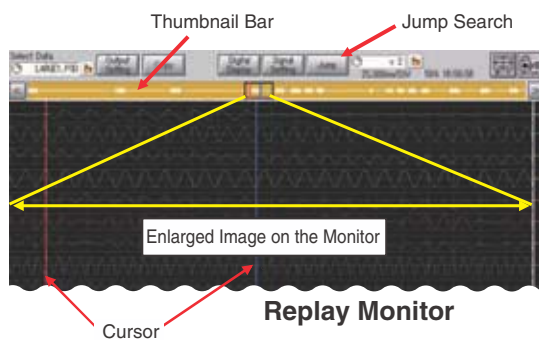 Thumbnail Bar
Jump Search
Select Data
Jump
Enlarged Image on the Monitor
Replay Monitor
Cursor